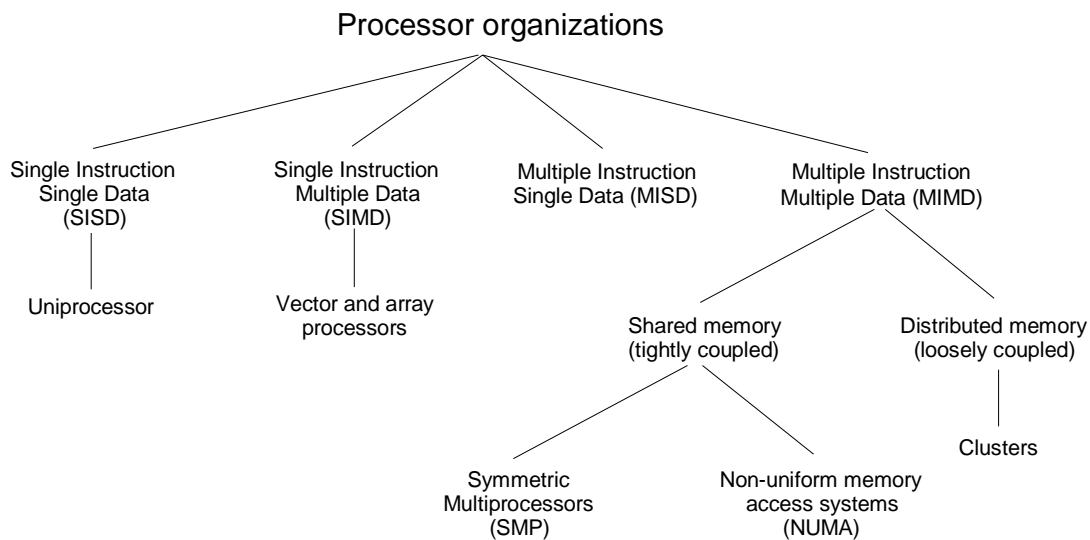 Processor organizations
Single Instruction
Single Data
(SISD)
Single Instruction
Multiple Data
(SIMD)
Multiple Instruction
Single Data (MISD)
Multiple Instruction
Multiple Data (MIMD)
Uniprocessor
Vector and array
processors
Shared memory
(tightly coupled)
Distributed memory
(loosely coupled)
Clusters
Symmetric
Multiprocessors
(SMP)
Non-uniform memory
access systems
(NUMA)